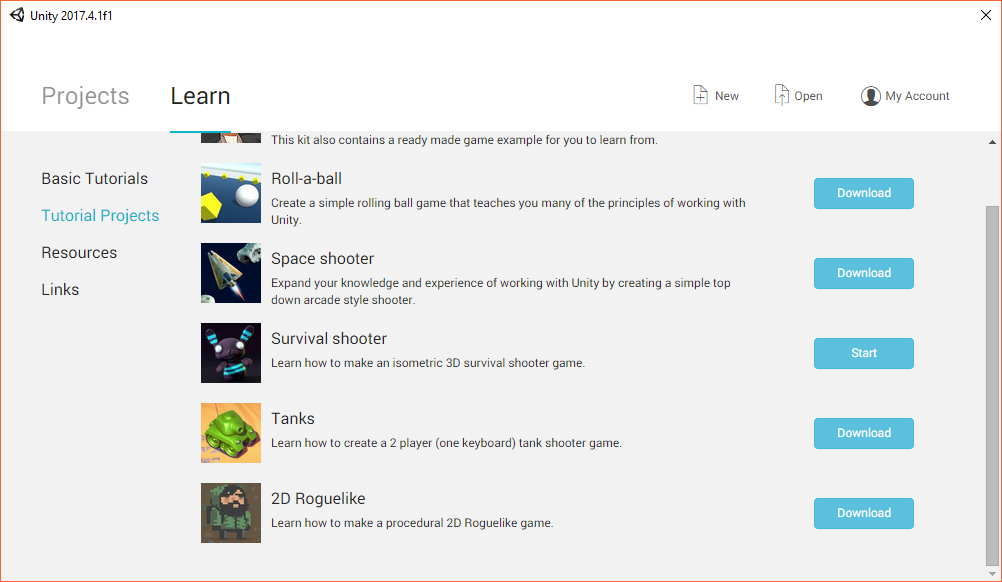 Unity 2017.4.1f1
Projects
Learn
New
Open
My Account
This kit also contains a ready made game example for you to learn from.
Basic Tutorials
Tutorial Projects
Resources
Links
Roll-a-ball
Create a simple rolling ball game that teaches you many of the principles of working with
Unity.
Download
Space shooter
Expand your knowledge and experience of working with Unity by creating a simple top
down arcade style shooter.
Download
Survival shooter
Learn how to make an isometric 3D survival shooter game.
Start
Tanks
Learn how to create a 2 player (one keyboard) tank shooter game.
Download
2D Roguelike
Learn how to make a procedural 2D Roguelike game.
Download